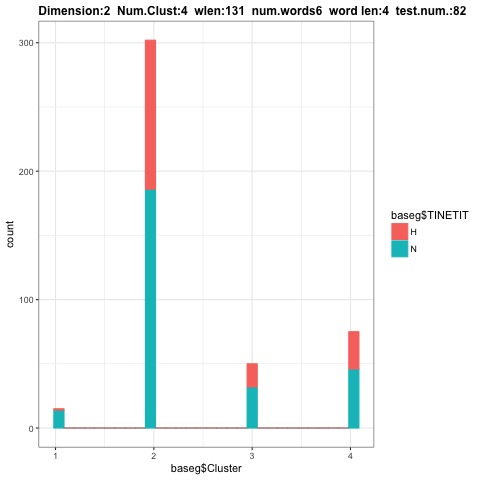 Dimension:2 Num.Clust:4 wlen:131 num.words6 word len:4 test.num.:82
300
200
100
0
count
1 2 3 4
baseg$Cluster
baseg$TINETIT
H
N